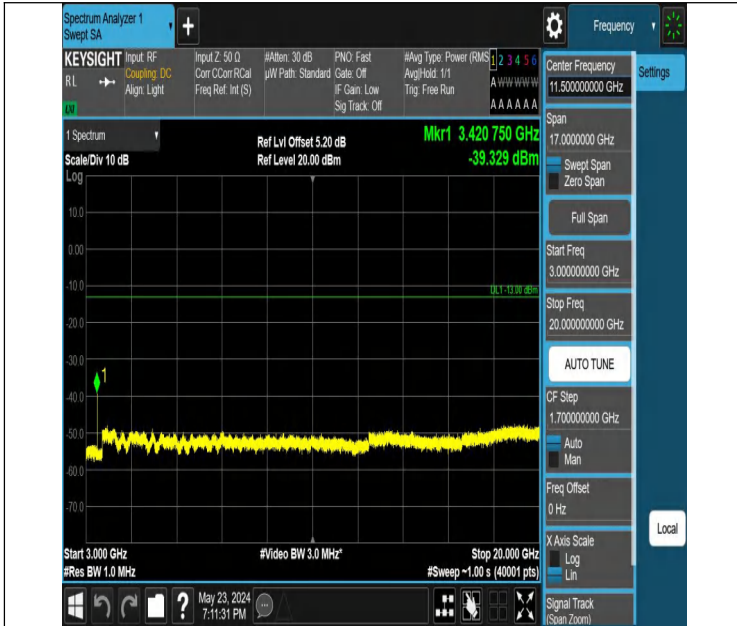 Spectrum Analyzer 1
Swept SA
Frequency
KEYSIGHT
RL
Input: RF
Coupling: DC
Align: Light
Input Z: 50 Ω
Corr CCorr RCal
Freq Ref: Int (S)
#Atten: 30 dB
µW Path: Standard
PNO: Fast
Gate: Off
IF Gain: Low
Sig Track: Off
#Avg Type: Power (RMS
Avg|Hold: 1/1
Trig: Free Run
1 2 3 4 5 6
A W W W W W
A A A A A A
1 Spectrum
Scale/Div 10 dB
Ref Lvl Offset 5.20 dB
Ref Level 20.00 dBm
Mkr1 3.420 750 GHz
-39.329 dBm
Log
10.0
0.00
-10.0
DL1 -13.00 dBm
-20.0
-30.0
1
-40.0
-50.0
-60.0
-70.0
Start 3.000 GHz
#Res BW 1.0 MHz
#Video BW 3.0 MHz*
Stop 20.000 GHz
#Sweep ~1.00 s (40001 pts)
?
May 23, 2024
7:11:31 PM
Center Frequency
11.500000000 GHz
Settings
Span
17.0000000 GHz
Swept Span
Zero Span
Full Span
Start Freq
3.000000000 GHz
Stop Freq
20.000000000 GHz
AUTO TUNE
CF Step
1.700000000 GHz
Auto
Man
Freq Offset
0 Hz
X Axis Scale
Log
Lin
Local
Signal Track
(Span Zoom)